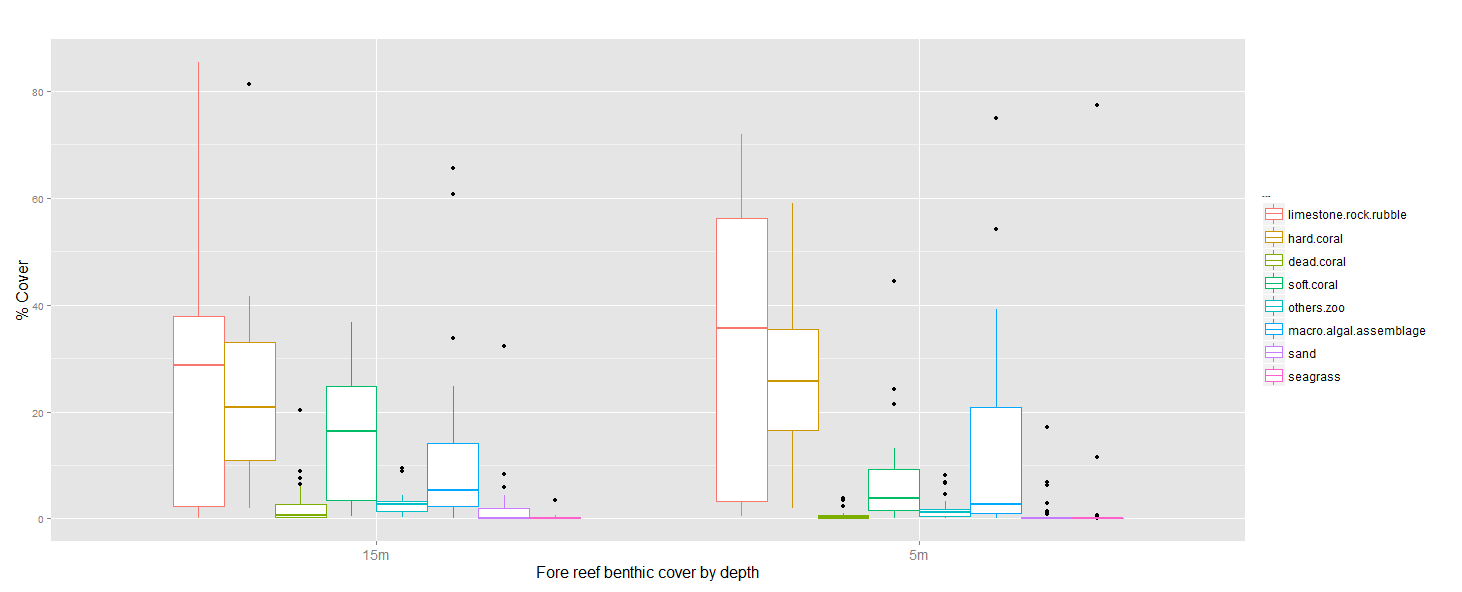 80
60
40
20
0
% Cover
15m
5m
Fore reef benthic cover by depth
limestone.rock.rubble
hard.coral
dead.coral
soft.coral
others.zoo
macro.algal.assemblage
sand
seagrass